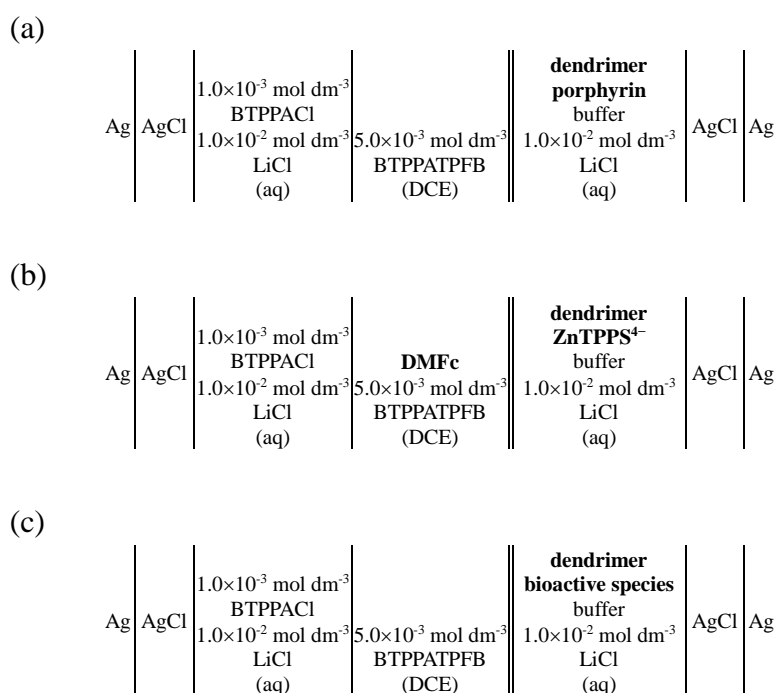 (a)
dendrimer
1.0×10⁻³ mol dm⁻³ porphyrin
BTPPACl buffer
Ag AgCl 1.0×10⁻² mol dm⁻³ 5.0×10⁻³ mol dm⁻³ 1.0×10⁻² mol dm⁻³ AgCl Ag
LiCl BTPPATPFB LiCl
(aq) (DCE) (aq)
(b)
dendrimer
1.0×10⁻³ mol dm⁻³ ZnTPPS⁴⁻
BTPPACl DMFc buffer
Ag AgCl 1.0×10⁻² mol dm⁻³ 5.0×10⁻³ mol dm⁻³ 1.0×10⁻² mol dm⁻³ AgCl Ag
LiCl BTPPATPFB LiCl
(aq) (DCE) (aq)
(c)
dendrimer
1.0×10⁻³ mol dm⁻³ bioactive species
BTPPACl buffer
Ag AgCl 1.0×10⁻² mol dm⁻³ 5.0×10⁻³ mol dm⁻³ 1.0×10⁻² mol dm⁻³ AgCl Ag
LiCl BTPPATPFB LiCl
(aq) (DCE) (aq)